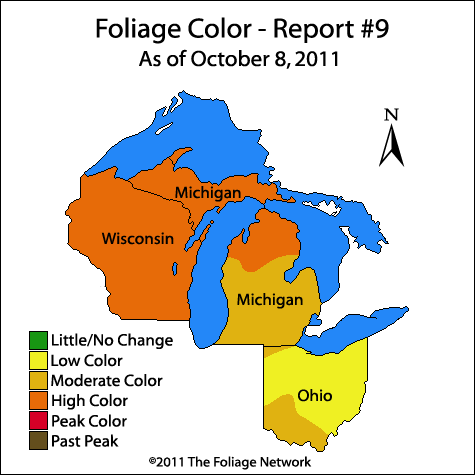 Foliage Color - Report #9
As of October 8, 2011
N
Michigan
Wisconsin
Michigan
Little/No Change
Low Color
Moderate Color
High Color
Peak Color
Past Peak
Ohio
©2011 The Foliage Network